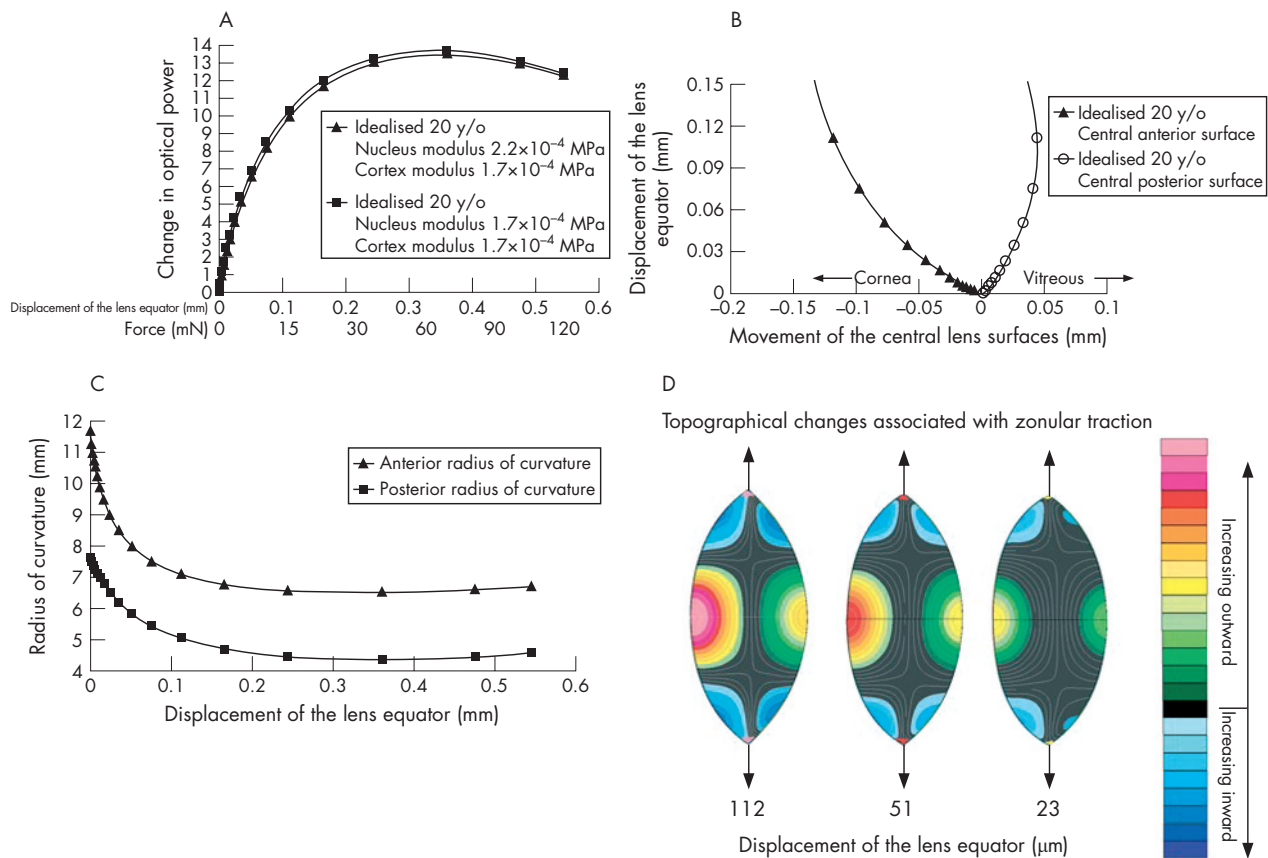 A
Change in optical power
14
13
12
11
10
9
8
7
6
5
4
3
2
1
0
Idealised 20 y/o
Nucleus modulus 2.2×10⁻⁴ MPa
Cortex modulus 1.7×10⁻⁴ MPa
Idealised 20 y/o
Nucleus modulus 1.7×10⁻⁴ MPa
Cortex modulus 1.7×10⁻⁴ MPa
Displacement of the lens equator (mm) 0 0.1 0.2 0.3 0.4 0.5 0.6
Force (mN) 0 15 30 60 90 120
B
Displacement of the lens
equator (mm)
0.15
0.12
0.09
0.06
0.03
0
Idealised 20 y/o
Central anterior surface
Idealised 20 y/o
Central posterior surface
Cornea Vitreous
−0.2 −0.15 −0.1 −0.05 0 0.05 0.1
Movement of the central lens surfaces (mm)
C
Radius of curvature (mm)
12
11
10
9
8
7
6
5
4
Anterior radius of curvature
Posterior radius of curvature
0 0.1 0.2 0.3 0.4 0.5 0.6
Displacement of the lens equator (mm)
D
Topographical changes associated with zonular traction
Increasing outward
Increasing inward
112 51 23
Displacement of the lens equator (μm)